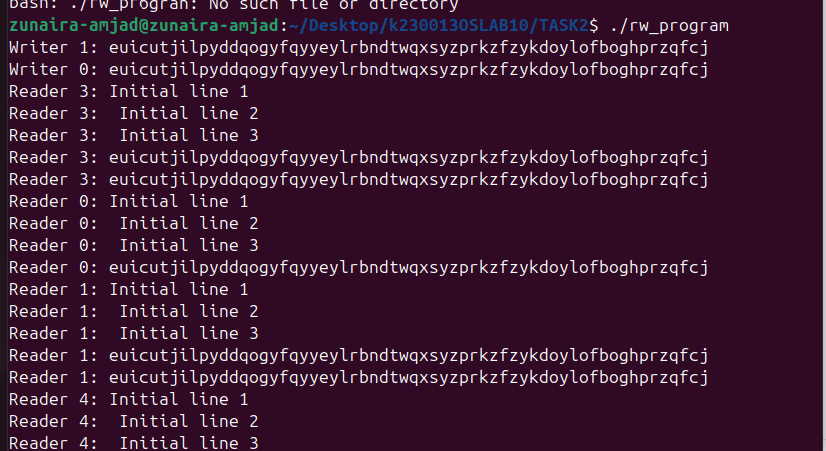 bash: ./rw_progran: No such file or directory
zunaira-amjad@zunaira-amjad:~/Desktop/k230013OSLAB10/TASK2$ ./rw_program
Writer 1: euicutjilpyddqogyfqyyeylrbndtwqxsyzprkzfzykdoylofboghprzqfcj
Writer 0: euicutjilpyddqogyfqyyeylrbndtwqxsyzprkzfzykdoylofboghprzqfcj
Reader 3: Initial line 1
Reader 3:  Initial line 2
Reader 3:  Initial line 3
Reader 3: euicutjilpyddqogyfqyyeylrbndtwqxsyzprkzfzykdoylofboghprzqfcj
Reader 3: euicutjilpyddqogyfqyyeylrbndtwqxsyzprkzfzykdoylofboghprzqfcj
Reader 0: Initial line 1
Reader 0:  Initial line 2
Reader 0:  Initial line 3
Reader 0: euicutjilpyddqogyfqyyeylrbndtwqxsyzprkzfzykdoylofboghprzqfcj
Reader 1: Initial line 1
Reader 1:  Initial line 2
Reader 1:  Initial line 3
Reader 1: euicutjilpyddqogyfqyyeylrbndtwqxsyzprkzfzykdoylofboghprzqfcj
Reader 1: euicutjilpyddqogyfqyyeylrbndtwqxsyzprkzfzykdoylofboghprzqfcj
Reader 4: Initial line 1
Reader 4:  Initial line 2
Reader 4:  Initial line 3